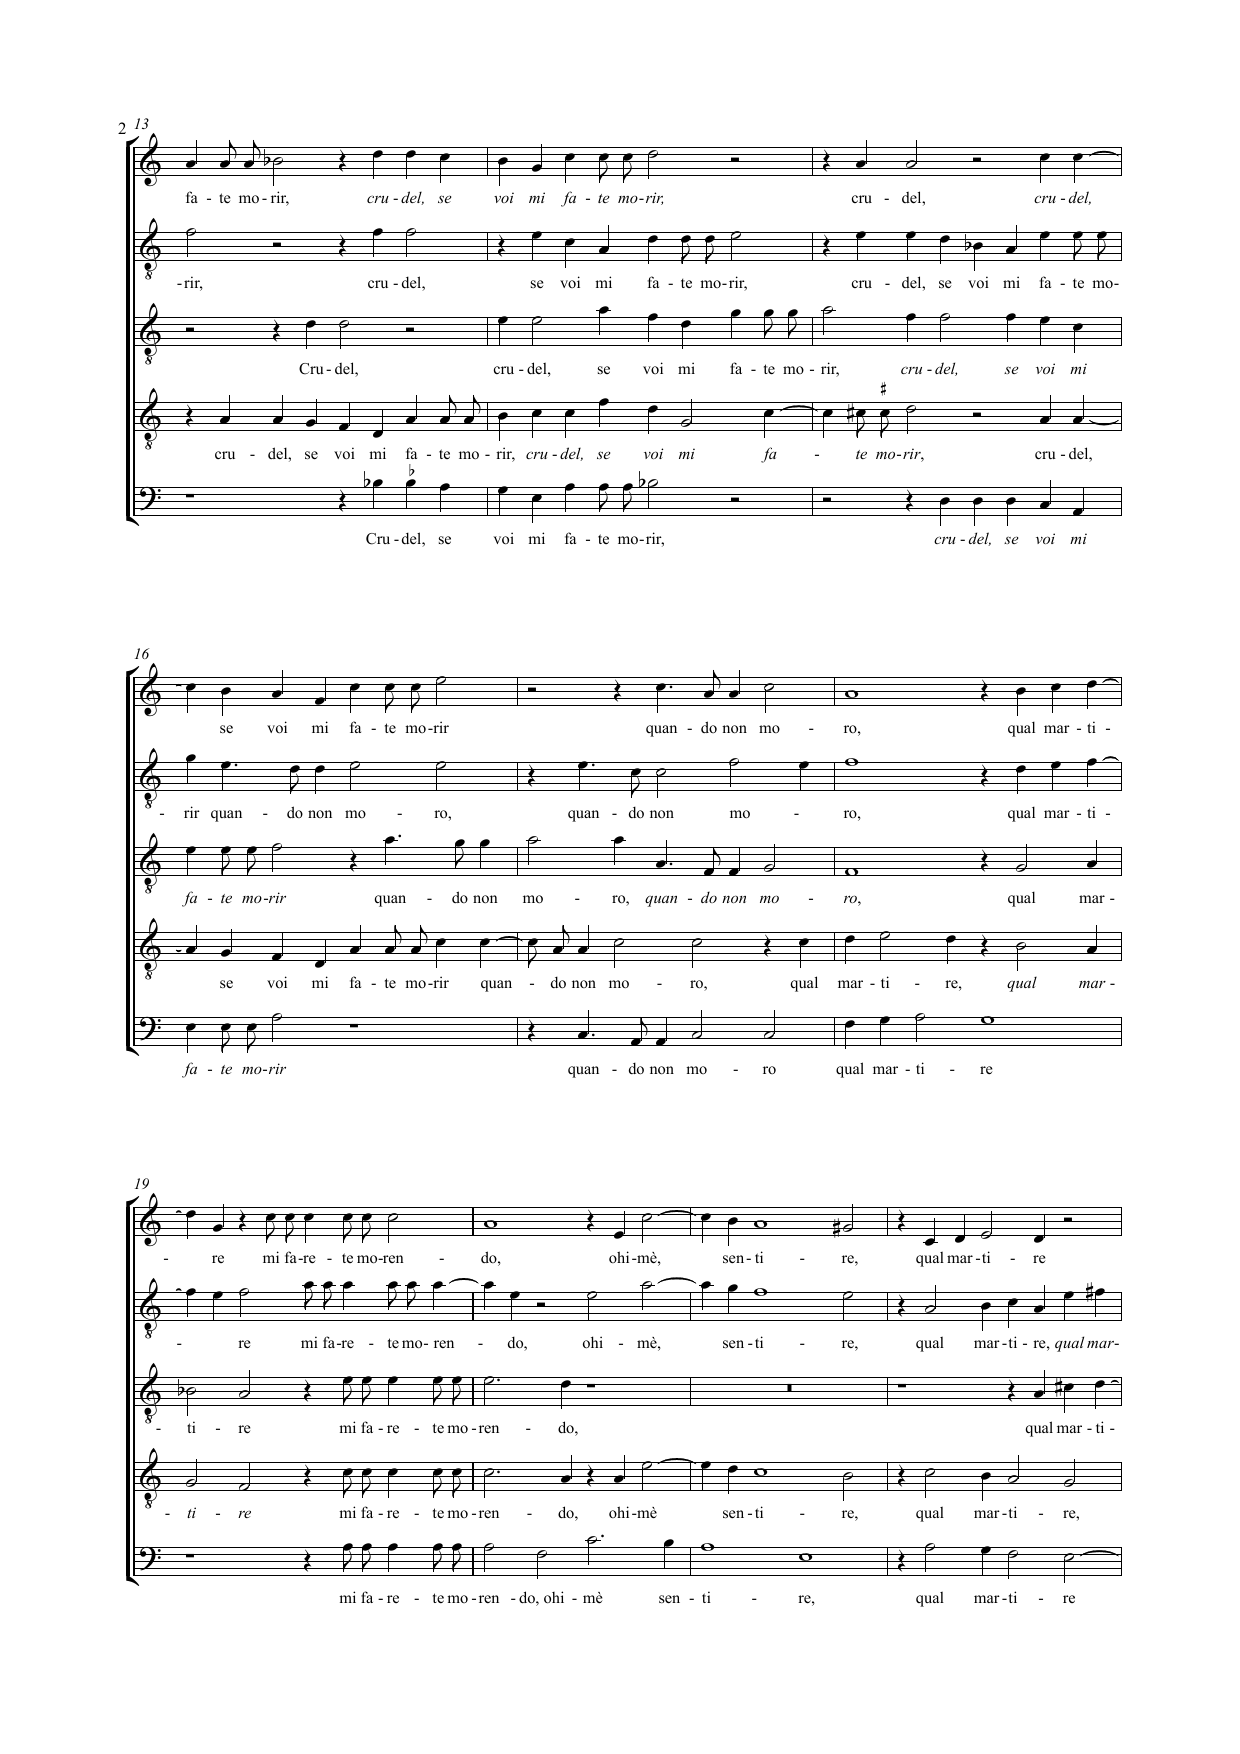 2 13
fa - te mo - rir, cru - del, se voi mi fa - te mo - rir, cru - del, cru - del,
-rir, cru - del, se voi mi fa - te mo - rir, cru - del, se voi mi fa - te mo -
Cru - del, cru - del, se voi mi fa - te mo - rir, cru - del, se voi mi
cru - del, se voi mi fa - te mo - rir, cru - del, se voi mi fa - te mo - rir, cru - del,
Cru - del, se voi mi fa - te mo - rir, cru - del, se voi mi
16
se voi mi fa - te mo - rir quan - do non mo - ro, qual mar - ti -
- rir quan - do non mo - ro, quan - do non mo - ro, qual mar - ti -
fa - te mo - rir quan - do non mo - ro, quan - do non mo - ro, qual mar -
se voi mi fa - te mo - rir quan - do non mo - ro, qual mar - ti - re, qual mar -
fa - te mo - rir quan - do non mo - ro qual mar - ti - re
19
- re mi fa - re - te mo - ren - do, ohi - mè, sen - ti - re, qual mar - ti - re
- re mi fa - re - te mo - ren - do, ohi - mè, sen - ti - re, qual mar - ti - re, qual mar -
- ti - re mi fa - re - te mo - ren - do, qual mar - ti -
- ti - re mi fa - re - te mo - ren - do, ohi - mè sen - ti - re, qual mar - ti - re,
mi fa - re - te mo - ren - do, ohi - mè sen - ti - re, qual mar - ti - re